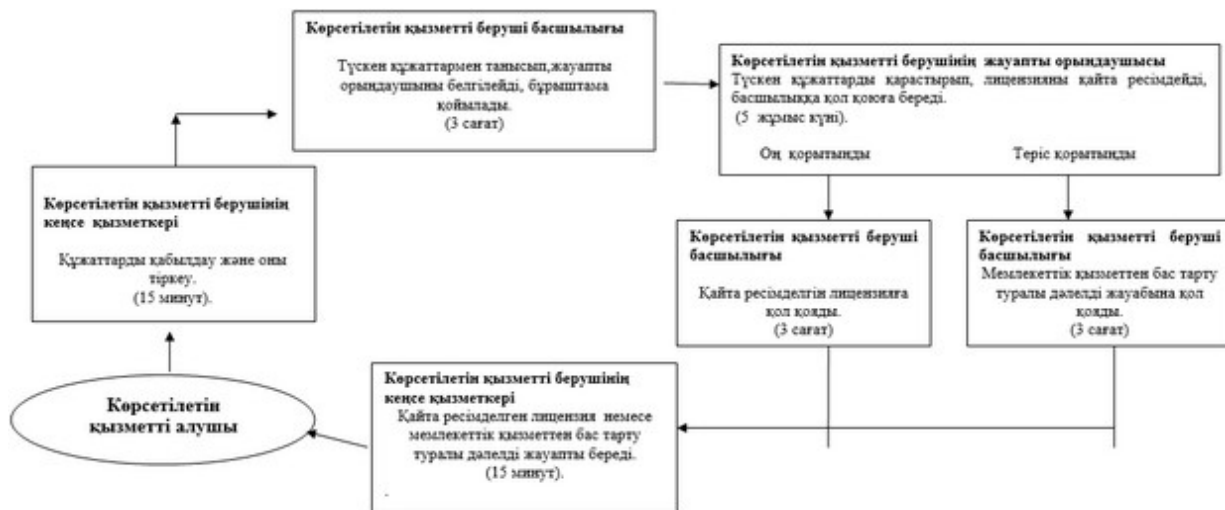 Көрсетілетін қызметті беруші басшылығы
Түскен құжаттармен танысып,жауапты
орындаушыны белгілейді, бұрыштама
қойылады.
(3 сағат)
Көрсетілетін қызметті берушінің жауапты орындаушысы
Түскен құжаттарды қарастырып, лицензияны қайта ресімдейді,
басшылыққа қол қоюға береді.
(5 жұмыс күні).
Оң қорытынды
Теріс қорытынды
Көрсетілетін қызметті берушінің
кеңсе қызметкері
Құжаттарды қабылдау және оны
тіркеу.
(15 минут).
Көрсетілетін қызметті беруші
басшылығы
Қайта ресімделгін лицензияға
қол қояды.
(3 сағат)
Көрсетілетін қызметті беруші
басшылығы
Мемлекеттік қызметтен бас тарту
туралы дәлелді жауабына қол
қояды.
(3 сағат)
Көрсетілетін қызметті берушінің
кеңсе қызметкері
Қайта ресімделген лицензия немесе
мемлекеттік қызметтен бас тарту
туралы дәлелді жауапты береді.
(15 минут).
.
Көрсетілетін
қызметті алушы